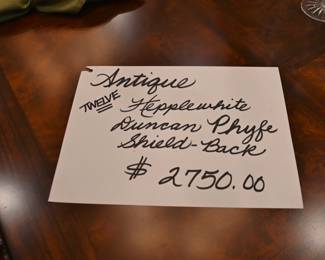 Antique
TWELVE Hepplewhite
Duncan Phyfe
Shield-Back
$ 2750.00